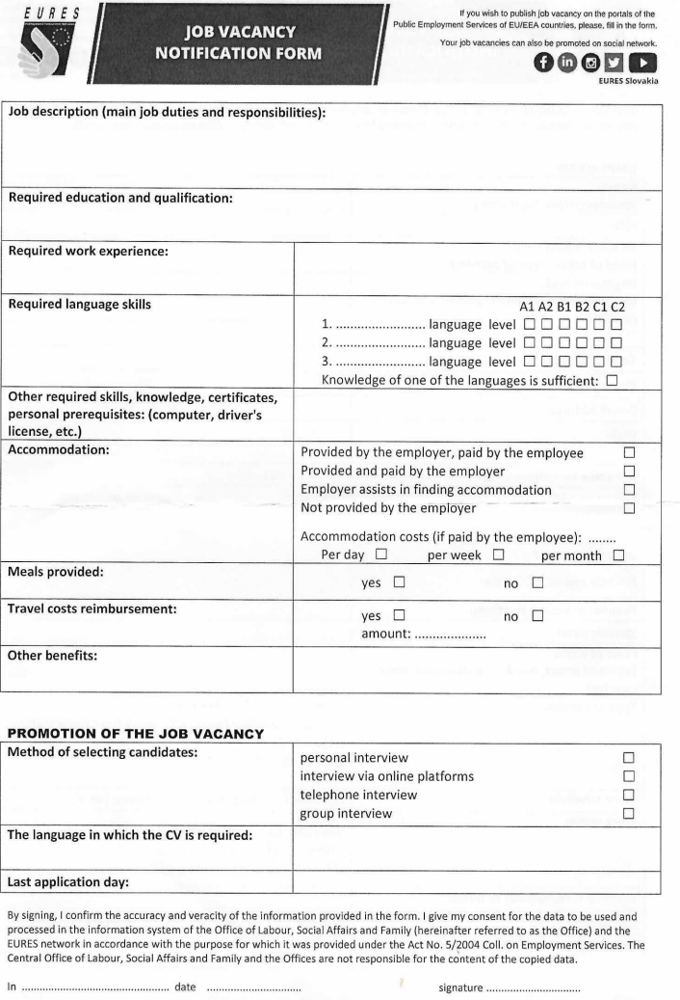 EURES
JOB VACANCY
NOTIFICATION FORM
If you wish to publish job vacancy on the portals of the
Public Employment Services of EU/EEA countries, please, fill in the form.
Your job vacancies can also be promoted on social network.
EURES Slovakia
Job description (main job duties and responsibilities):
Required education and qualification:
Required work experience:
Required language skills
A1 A2 B1 B2 C1 C2
1. ........................ language level ☐ ☐ ☐ ☐ ☐ ☐
2. ........................ language level ☐ ☐ ☐ ☐ ☐ ☐
3. ........................ language level ☐ ☐ ☐ ☐ ☐ ☐
Knowledge of one of the languages is sufficient: ☐
Other required skills, knowledge, certificates,
personal prerequisites: (computer, driver's
license, etc.)
Accommodation:
Provided by the employer, paid by the employee ☐
Provided and paid by the employer ☐
Employer assists in finding accommodation ☐
Not provided by the employer ☐
Accommodation costs (if paid by the employee): ........
Per day ☐ per week ☐ per month ☐
Meals provided:
yes ☐ no ☐
Travel costs reimbursement:
yes ☐ no ☐
amount: ....................
Other benefits:
PROMOTION OF THE JOB VACANCY
Method of selecting candidates:
personal interview ☐
interview via online platforms ☐
telephone interview ☐
group interview ☐
The language in which the CV is required:
Last application day:
By signing, I confirm the accuracy and veracity of the information provided in the form. I give my consent for the data to be used and
processed in the information system of the Office of Labour, Social Affairs and Family (hereinafter referred to as the Office) and the
EURES network in accordance with the purpose for which it was provided under the Act No. 5/2004 Coll. on Employment Services. The
Central Office of Labour, Social Affairs and Family and the Offices are not responsible for the content of the copied data.
In .................................................. date ................................ signature ................................